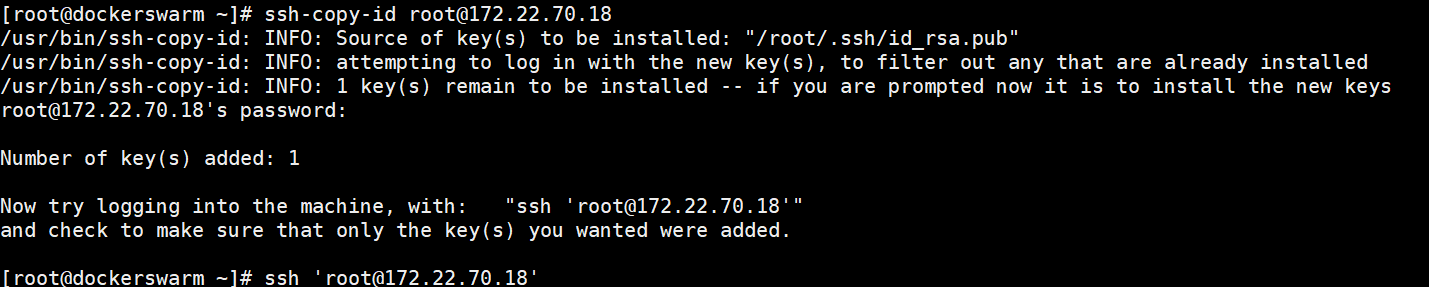 [root@dockerswarm ~]# ssh-copy-id root@172.22.70.18
/usr/bin/ssh-copy-id: INFO: Source of key(s) to be installed: "/root/.ssh/id_rsa.pub"
/usr/bin/ssh-copy-id: INFO: attempting to log in with the new key(s), to filter out any that are already installed
/usr/bin/ssh-copy-id: INFO: 1 key(s) remain to be installed -- if you are prompted now it is to install the new keys
root@172.22.70.18's password:
Number of key(s) added: 1
Now try logging into the machine, with:   "ssh 'root@172.22.70.18'"
and check to make sure that only the key(s) you wanted were added.
[root@dockerswarm ~]# ssh 'root@172.22.70.18'